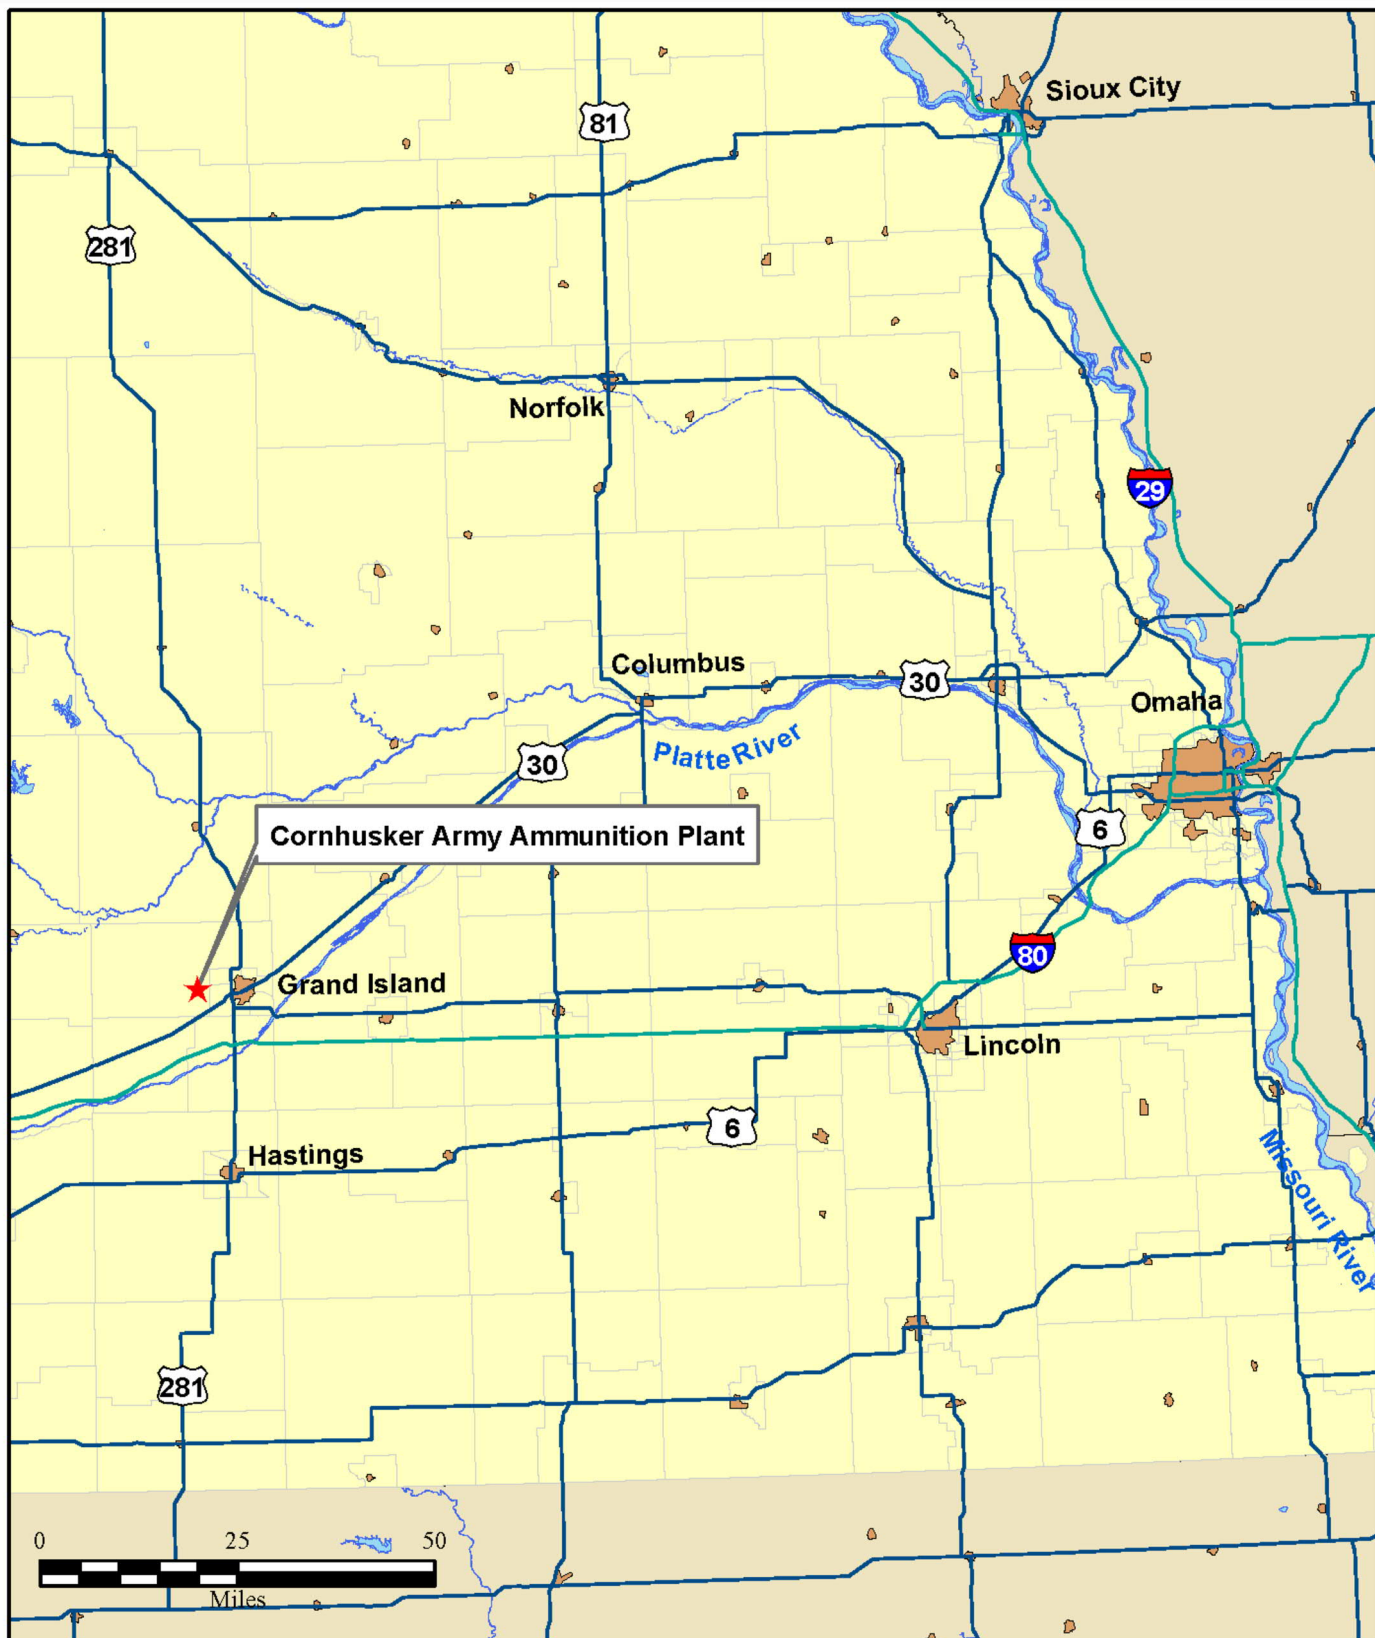 Sioux City
81
281
Norfolk
29
Columbus
30
Omaha
Platte River
30
6
Cornhusker Army Ammunition Plant
80
Grand Island
Lincoln
6
Hastings
Missouri River
281
0 25 50
Miles